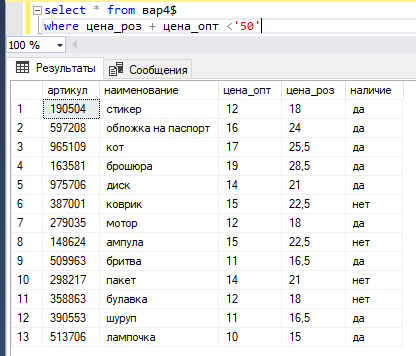 select * from вар4$
where цена_роз + цена_опт <'50'
100 %
Результаты Сообщения
артикул наименование цена_опт цена_роз наличие
1 190504 стикер 12 18 да
2 597208 обложка на паспорт 16 24 да
3 965109 кот 17 25,5 да
4 163581 брошюра 19 28,5 да
5 975706 диск 14 21 да
6 387001 коврик 15 22,5 нет
7 279035 мотор 12 18 да
8 148624 ампула 15 22,5 нет
9 509963 бритва 11 16,5 да
10 298217 пакет 14 21 нет
11 358863 булавка 12 18 нет
12 390553 шуруп 11 16,5 да
13 513706 лампочка 10 15 да